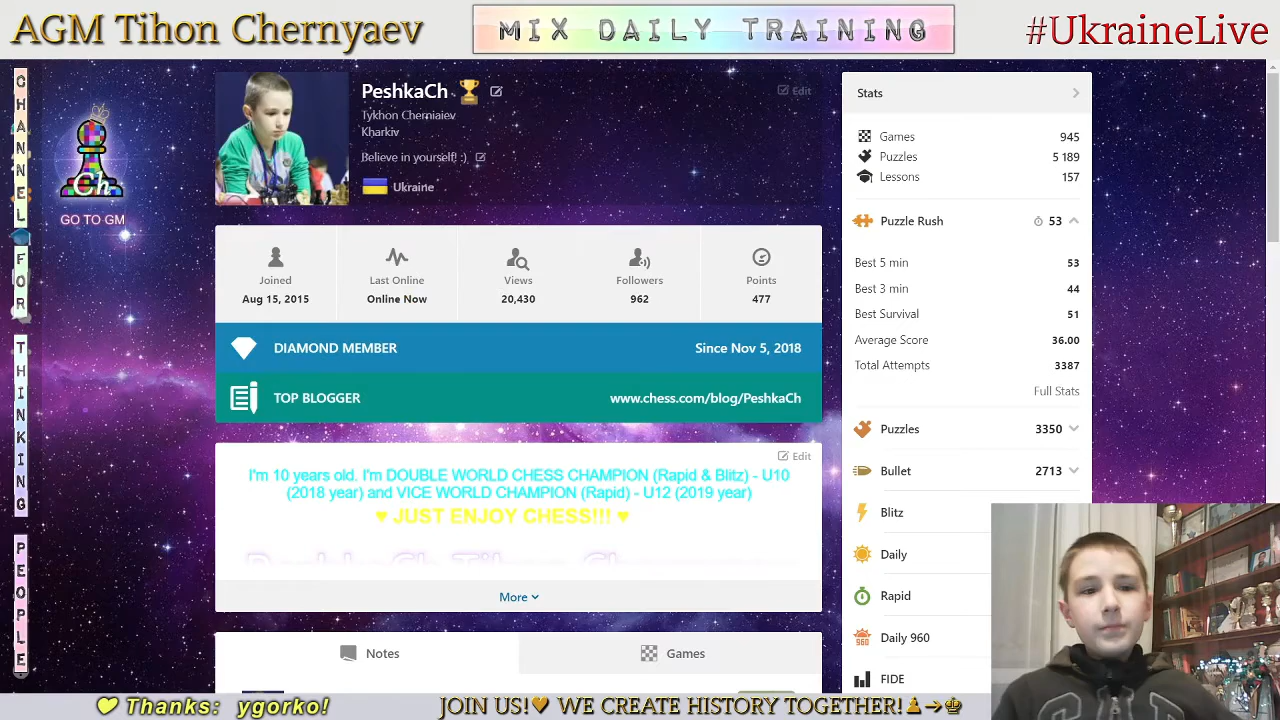 AGM Tihon Chernyaev
MIX DAILY TRAINING
#UkraineLive
CHANNEL FOR THINKING PEOPLE
Ch
GO TO GM
PeshkaCh
Edit
Tykhon Cherniaiev
Kharkiv
Believe in yourself! :)
Ukraine
Joined
Aug 15, 2015
Last Online
Online Now
Views
20,430
Followers
962
Points
477
DIAMOND MEMBER
Since Nov 5, 2018
TOP BLOGGER
www.chess.com/blog/PeshkaCh
Edit
I'm 10 years old. I'm DOUBLE WORLD CHESS CHAMPION (Rapid & Blitz) - U10
(2018 year) and VICE WORLD CHAMPION (Rapid) - U12 (2019 year)
♥ JUST ENJOY CHESS!!! ♥
More
Notes
Games
Stats
Games 945
Puzzles 5 189
Lessons 157
Puzzle Rush 53
Best 5 min 53
Best 3 min 44
Best Survival 51
Average Score 36.00
Total Attempts 3387
Full Stats
Puzzles 3350
Bullet 2713
Blitz
Daily
Rapid
Daily 960
960
FIDE
GAP
Thanks: ygorko!
JOIN US! WE CREATE HISTORY TOGETHER!